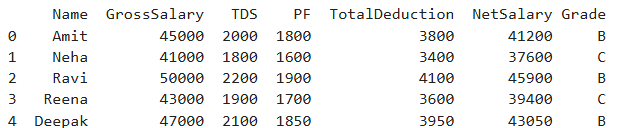 Name GrossSalary TDS PF TotalDeduction NetSalary Grade
0 Amit 45000 2000 1800 3800 41200 B
1 Neha 41000 1800 1600 3400 37600 C
2 Ravi 50000 2200 1900 4100 45900 B
3 Reena 43000 1900 1700 3600 39400 C
4 Deepak 47000 2100 1850 3950 43050 B